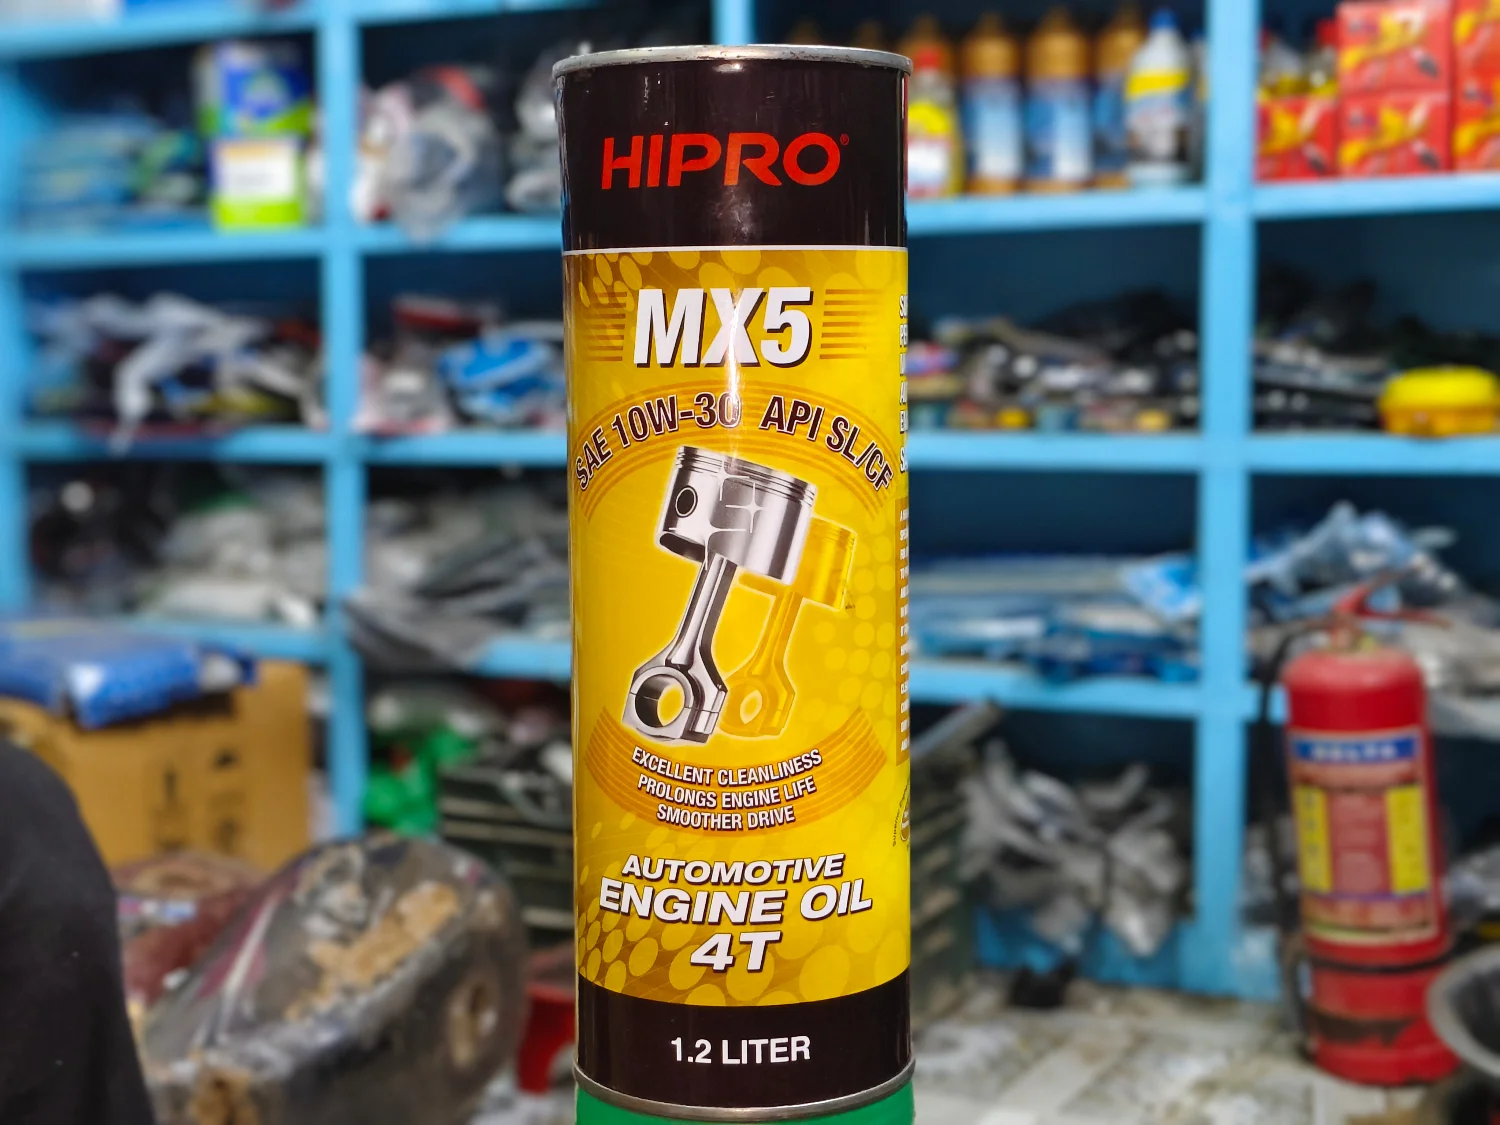 HIPRO®
MX5
SAE 10W-30 API SL/CF
EXCELLENT CLEANLINESS
PROLONGS ENGINE LIFE
SMOOTHER DRIVE
AUTOMOTIVE
ENGINE OIL
4T
1.2 LITER
DELTA